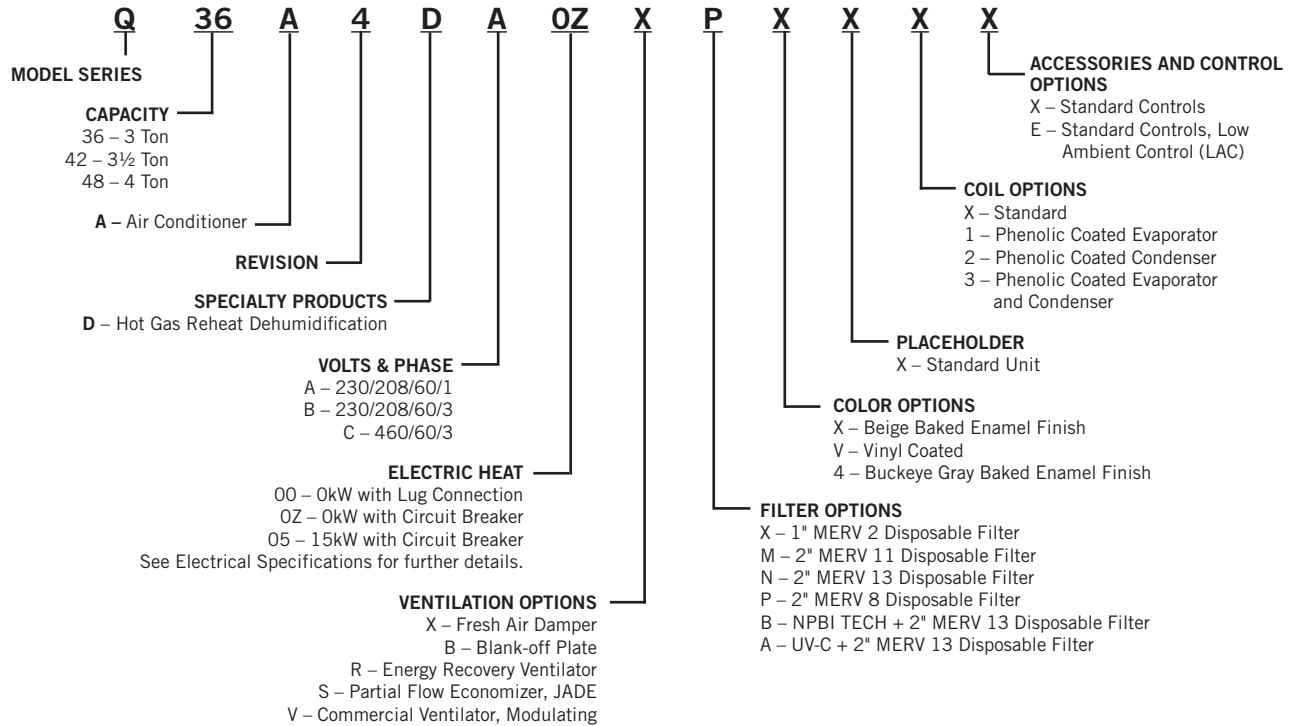 Q 36 A 4 D A 0Z X P X X X X
MODEL SERIES
CAPACITY
36 – 3 Ton
42 – 3½ Ton
48 – 4 Ton
A – Air Conditioner
REVISION
SPECIALTY PRODUCTS
D – Hot Gas Reheat Dehumidification
VOLTS & PHASE
A – 230/208/60/1
B – 230/208/60/3
C – 460/60/3
ELECTRIC HEAT
00 – 0kW with Lug Connection
0Z – 0kW with Circuit Breaker
05 – 15kW with Circuit Breaker
See Electrical Specifications for further details.
VENTILATION OPTIONS
X – Fresh Air Damper
B – Blank-off Plate
R – Energy Recovery Ventilator
S – Partial Flow Economizer, JADE
V – Commercial Ventilator, Modulating
ACCESSORIES AND CONTROL
OPTIONS
X – Standard Controls
E – Standard Controls, Low
Ambient Control (LAC)
COIL OPTIONS
X – Standard
1 – Phenolic Coated Evaporator
2 – Phenolic Coated Condenser
3 – Phenolic Coated Evaporator
and Condenser
PLACEHOLDER
X – Standard Unit
COLOR OPTIONS
X – Beige Baked Enamel Finish
V – Vinyl Coated
4 – Buckeye Gray Baked Enamel Finish
FILTER OPTIONS
X – 1" MERV 2 Disposable Filter
M – 2" MERV 11 Disposable Filter
N – 2" MERV 13 Disposable Filter
P – 2" MERV 8 Disposable Filter
B – NPBI TECH + 2" MERV 13 Disposable Filter
A – UV-C + 2" MERV 13 Disposable Filter